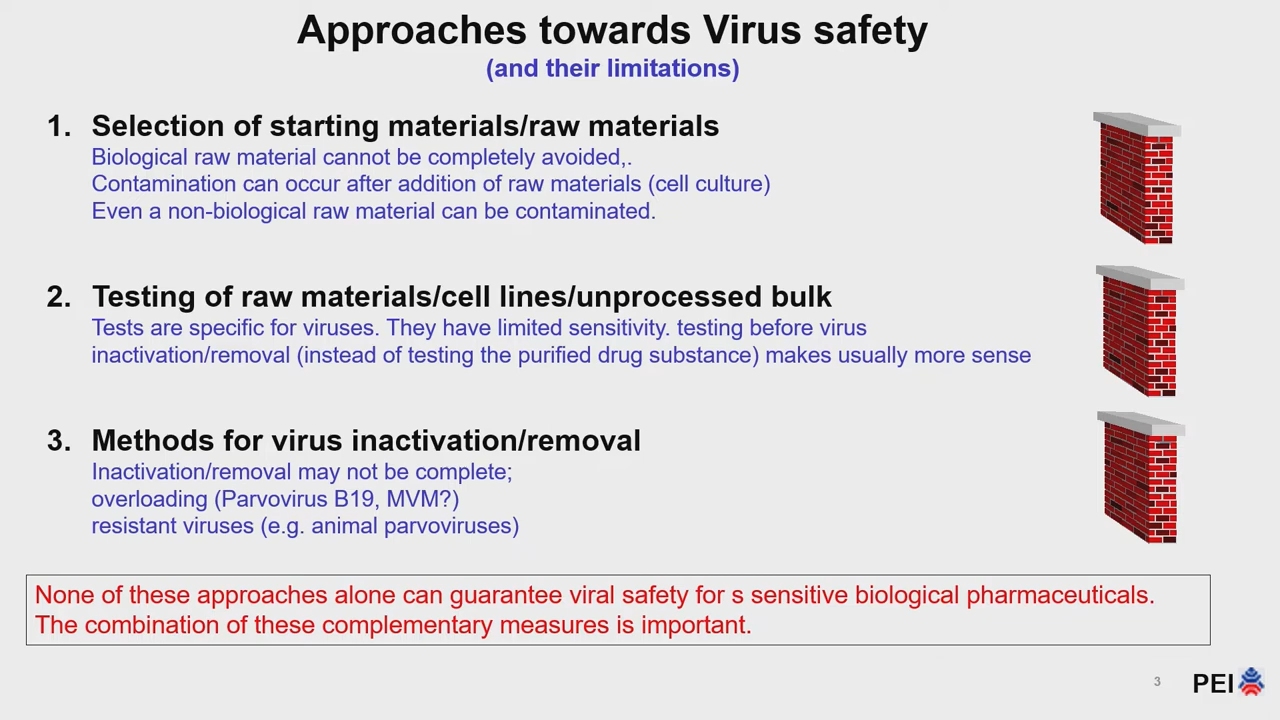 Approaches towards Virus safety
(and their limitations)
1. Selection of starting materials/raw materials
Biological raw material cannot be completely avoided,.
Contamination can occur after addition of raw materials (cell culture)
Even a non-biological raw material can be contaminated.
2. Testing of raw materials/cell lines/unprocessed bulk
Tests are specific for viruses. They have limited sensitivity. testing before virus
inactivation/removal (instead of testing the purified drug substance) makes usually more sense
3. Methods for virus inactivation/removal
Inactivation/removal may not be complete;
overloading (Parvovirus B19, MVM?)
resistant viruses (e.g. animal parvoviruses)
None of these approaches alone can guarantee viral safety for s sensitive biological pharmaceuticals.
The combination of these complementary measures is important.
3
PEI